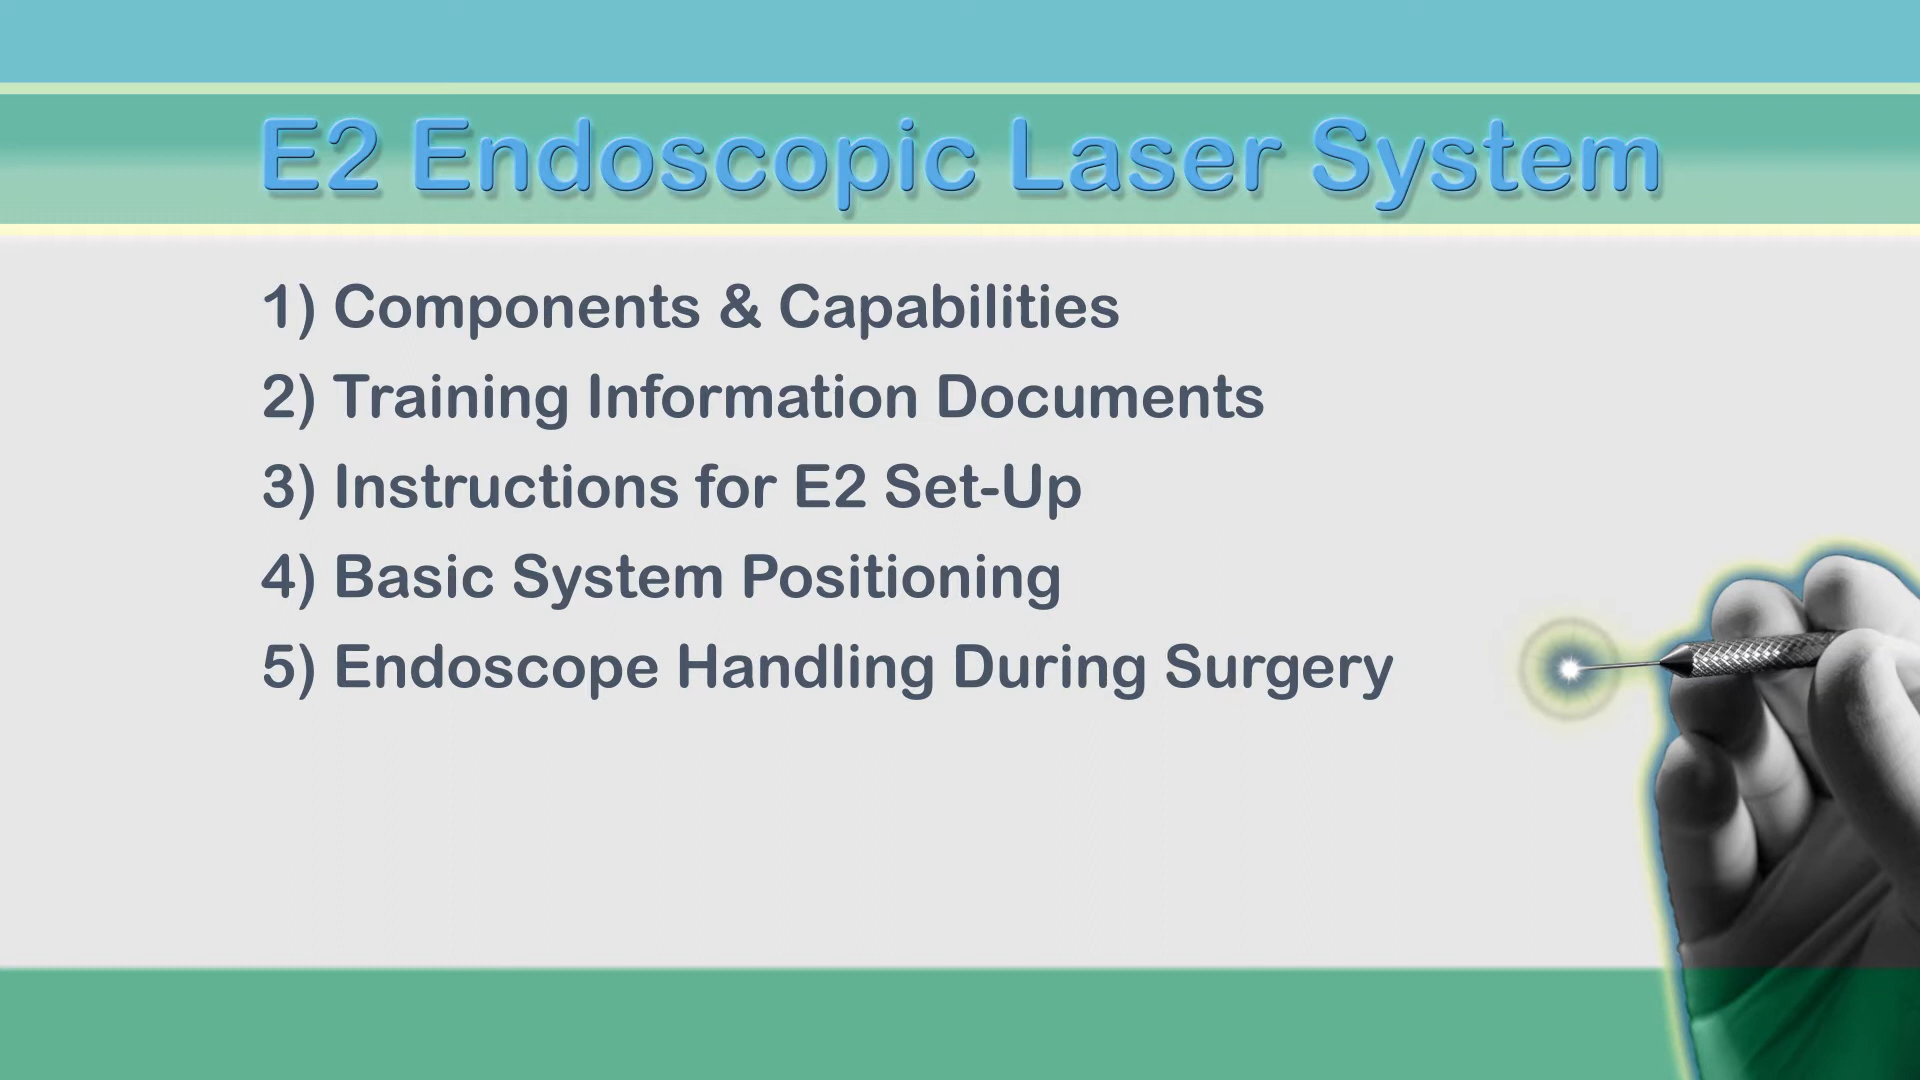 E2 Endoscopic Laser System
1) Components & Capabilities
2) Training Information Documents
3) Instructions for E2 Set-Up
4) Basic System Positioning
5) Endoscope Handling During Surgery